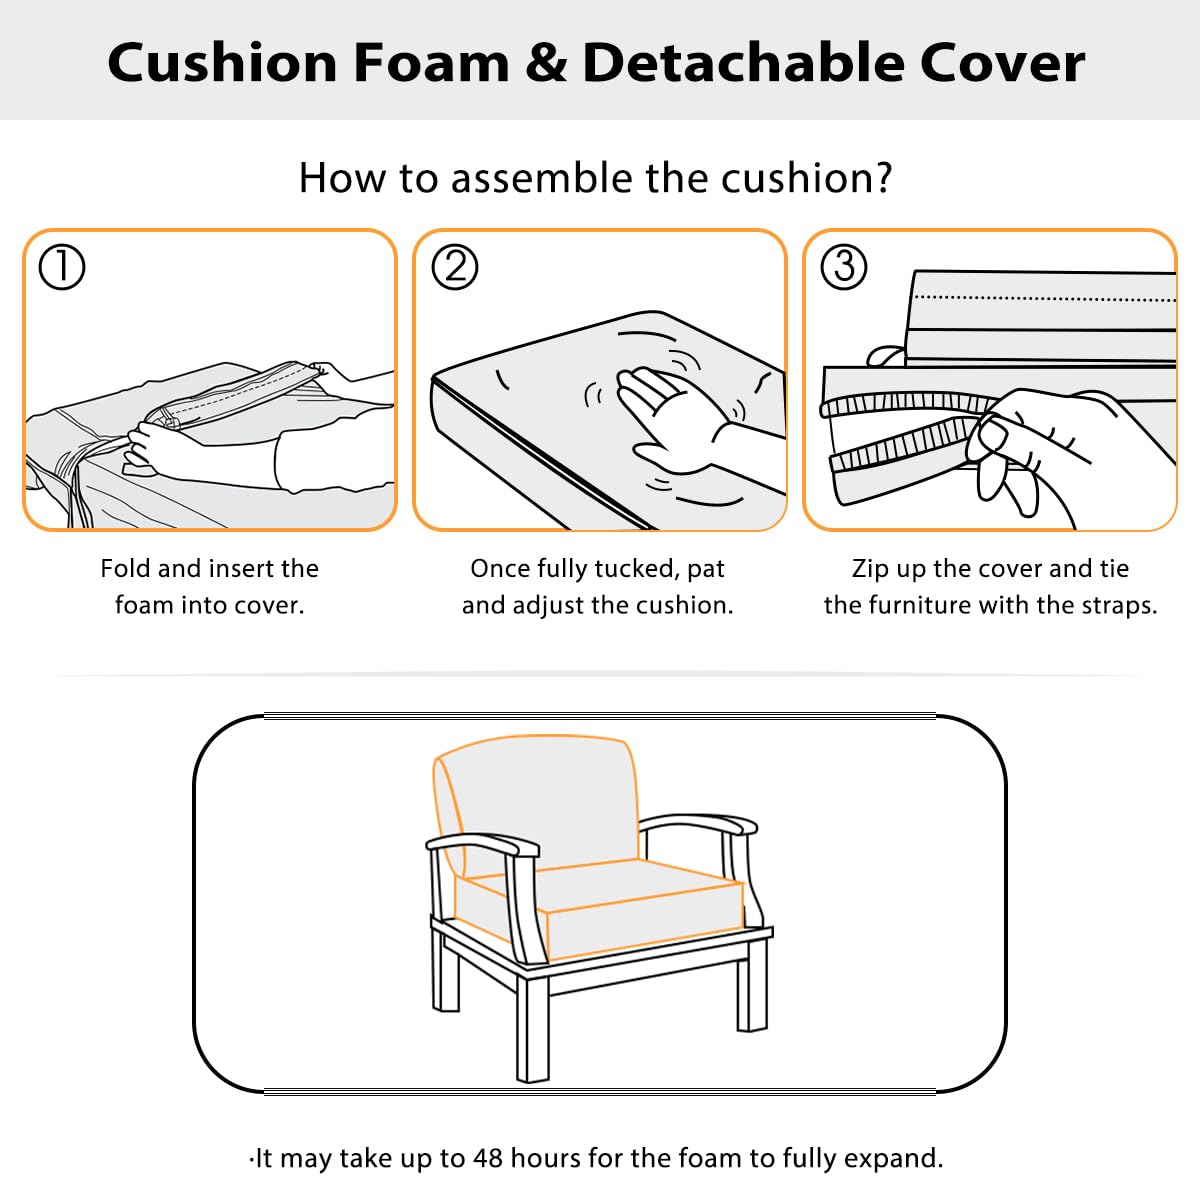 Cushion Foam & Detachable Cover
How to assemble the cushion?
1
2
3
Fold and insert the
foam into cover.
Once fully tucked, pat
and adjust the cushion.
Zip up the cover and tie
the furniture with the straps.
·It may take up to 48 hours for the foam to fully expand.